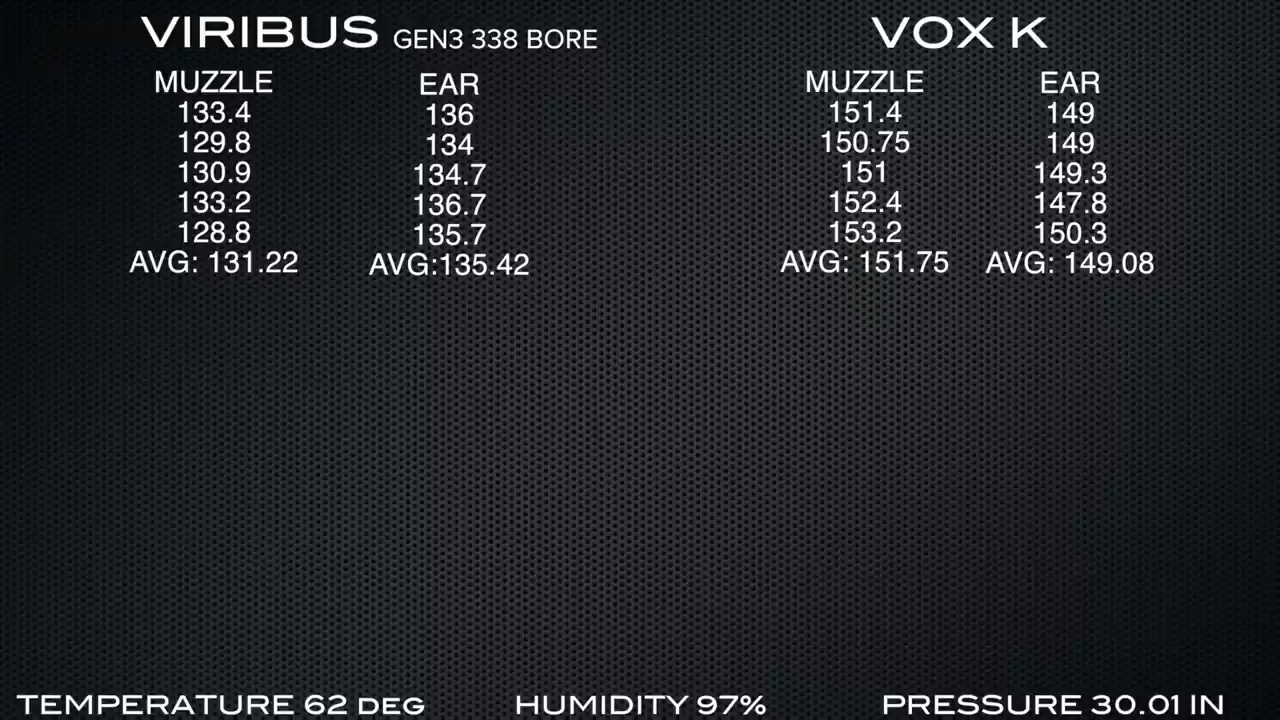 VIRIBUS GEN3 338 BORE
MUZZLE EAR
133.4 136
129.8 134
130.9 134.7
133.2 136.7
128.8 135.7
AVG: 131.22 AVG:135.42
VOX K
MUZZLE EAR
151.4 149
150.75 149
151 149.3
152.4 147.8
153.2 150.3
AVG: 151.75 AVG: 149.08
TEMPERATURE 62 DEG HUMIDITY 97% PRESSURE 30.01 IN